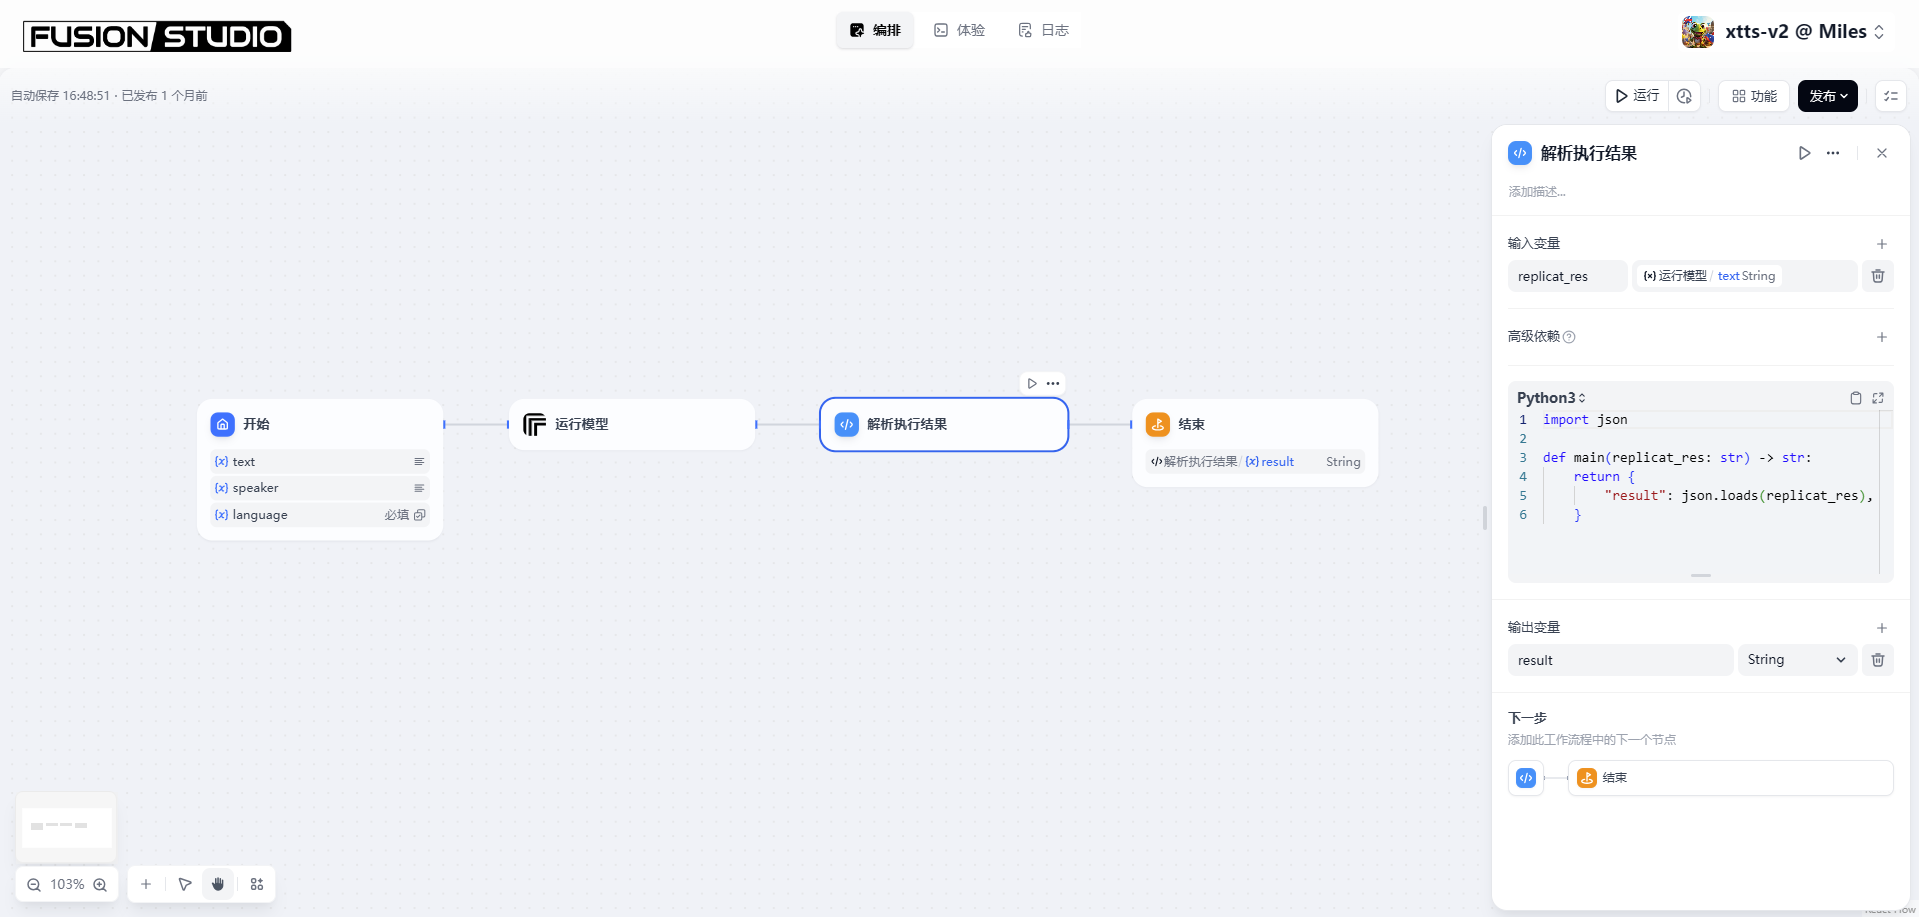 FUSION STUDIO
编排
体验
日志
xtts-v2 @ Miles
自动保存 16:48:51 · 已发布 1 个月前
运行
功能
发布
开始
(x) text
(x) speaker
(x) language 必填
运行模型
解析执行结果
结束
解析执行结果/(x) result String
103%
解析执行结果
添加描述...
输入变量
replicat_res (x) 运行模型 / text String
高级依赖
Python3
1 import json
2
3 def main(replicat_res: str) -> str:
4     return {
5         "result": json.loads(replicat_res),
6     }
输出变量
result String
下一步
添加此工作流程中的下一个节点
结束
React Flow